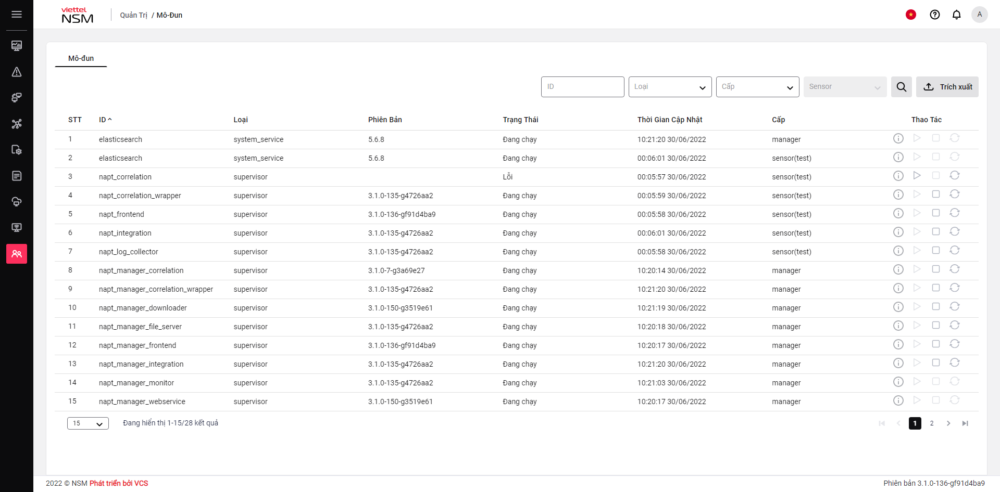 viettel
NSM
Quản Trị / Mô-Đun
A
Mô-đun
ID Loại Cấp Sensor Trích xuất
STT ID Loại Phiên Bản Trạng Thái Thời Gian Cập Nhật Cấp Thao Tác
1 elasticsearch system_service 5.6.8 Đang chạy 10:21:20 30/06/2022 manager
2 elasticsearch system_service 5.6.8 Đang chạy 00:06:01 30/06/2022 sensor(test)
3 napt_correlation supervisor Lỗi 00:05:57 30/06/2022 sensor(test)
4 napt_correlation_wrapper supervisor 3.1.0-135-g4726aa2 Đang chạy 00:05:59 30/06/2022 sensor(test)
5 napt_frontend supervisor 3.1.0-136-gf91d4ba9 Đang chạy 00:05:58 30/06/2022 sensor(test)
6 napt_integration supervisor 3.1.0-135-g4726aa2 Đang chạy 00:06:01 30/06/2022 sensor(test)
7 napt_log_collector supervisor 3.1.0-135-g4726aa2 Đang chạy 00:05:58 30/06/2022 sensor(test)
8 napt_manager_correlation supervisor 3.1.0-7-g3a69e27 Đang chạy 10:20:14 30/06/2022 manager
9 napt_manager_correlation_wrapper supervisor 3.1.0-135-g4726aa2 Đang chạy 10:21:20 30/06/2022 manager
10 napt_manager_downloader supervisor 3.1.0-150-g3519e61 Đang chạy 10:21:19 30/06/2022 manager
11 napt_manager_file_server supervisor 3.1.0-135-g4726aa2 Đang chạy 10:20:18 30/06/2022 manager
12 napt_manager_frontend supervisor 3.1.0-136-gf91d4ba9 Đang chạy 10:20:17 30/06/2022 manager
13 napt_manager_integration supervisor 3.1.0-135-g4726aa2 Đang chạy 10:21:20 30/06/2022 manager
14 napt_manager_monitor supervisor 3.1.0-135-g4726aa2 Đang chạy 10:21:03 30/06/2022 manager
15 napt_manager_webservice supervisor 3.1.0-150-g3519e61 Đang chạy 10:20:17 30/06/2022 manager
15 Đang hiển thị 1-15/28 kết quả 1 2
2022 © NSM Phát triển bởi VCS Phiên bản 3.1.0-136-gf91d4ba9